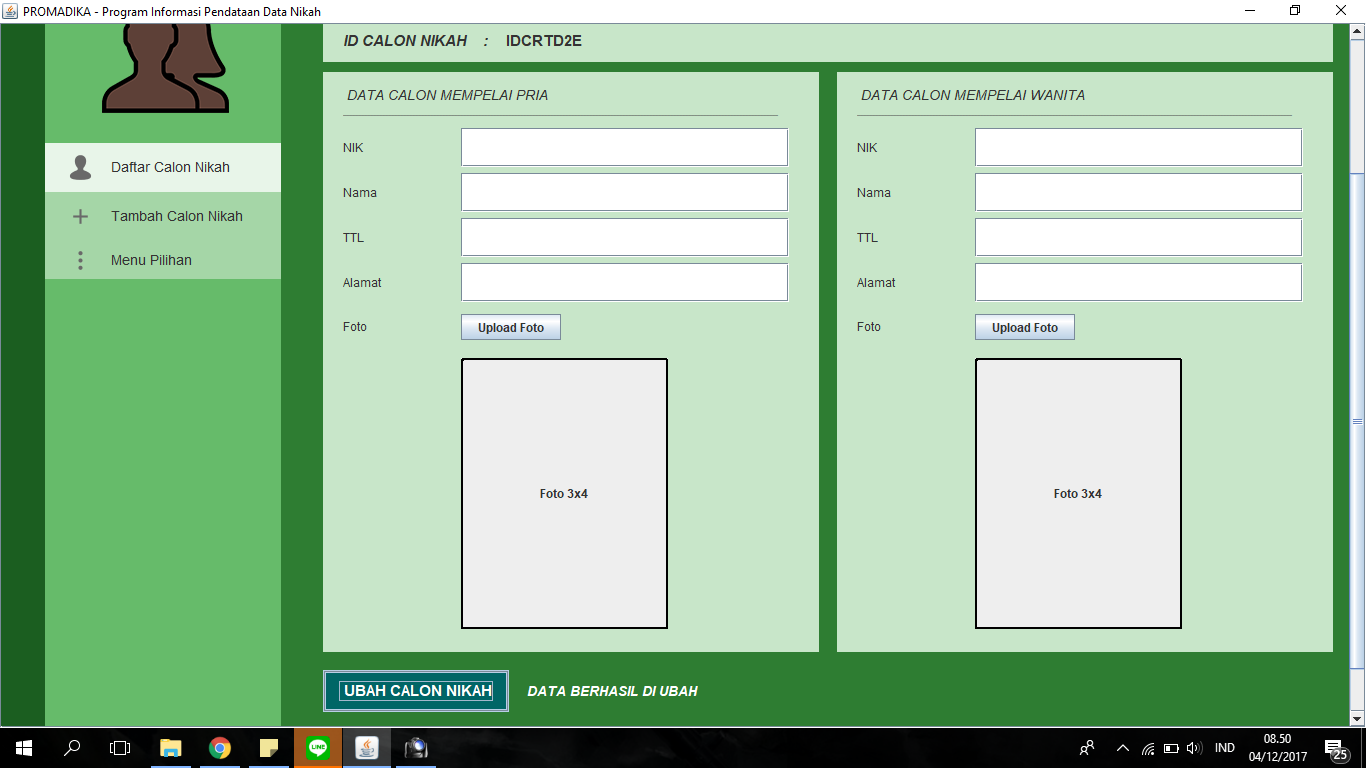 PROMADIKA - Program Informasi Pendataan Data Nikah
ID CALON NIKAH : IDCRTD2E
Daftar Calon Nikah
Tambah Calon Nikah
Menu Pilihan
DATA CALON MEMPELAI PRIA
NIK
Nama
TTL
Alamat
Foto
Upload Foto
Foto 3x4
DATA CALON MEMPELAI WANITA
NIK
Nama
TTL
Alamat
Foto
Upload Foto
Foto 3x4
UBAH CALON NIKAH
DATA BERHASIL DI UBAH
LINE
IND
08.50
04/12/2017
25